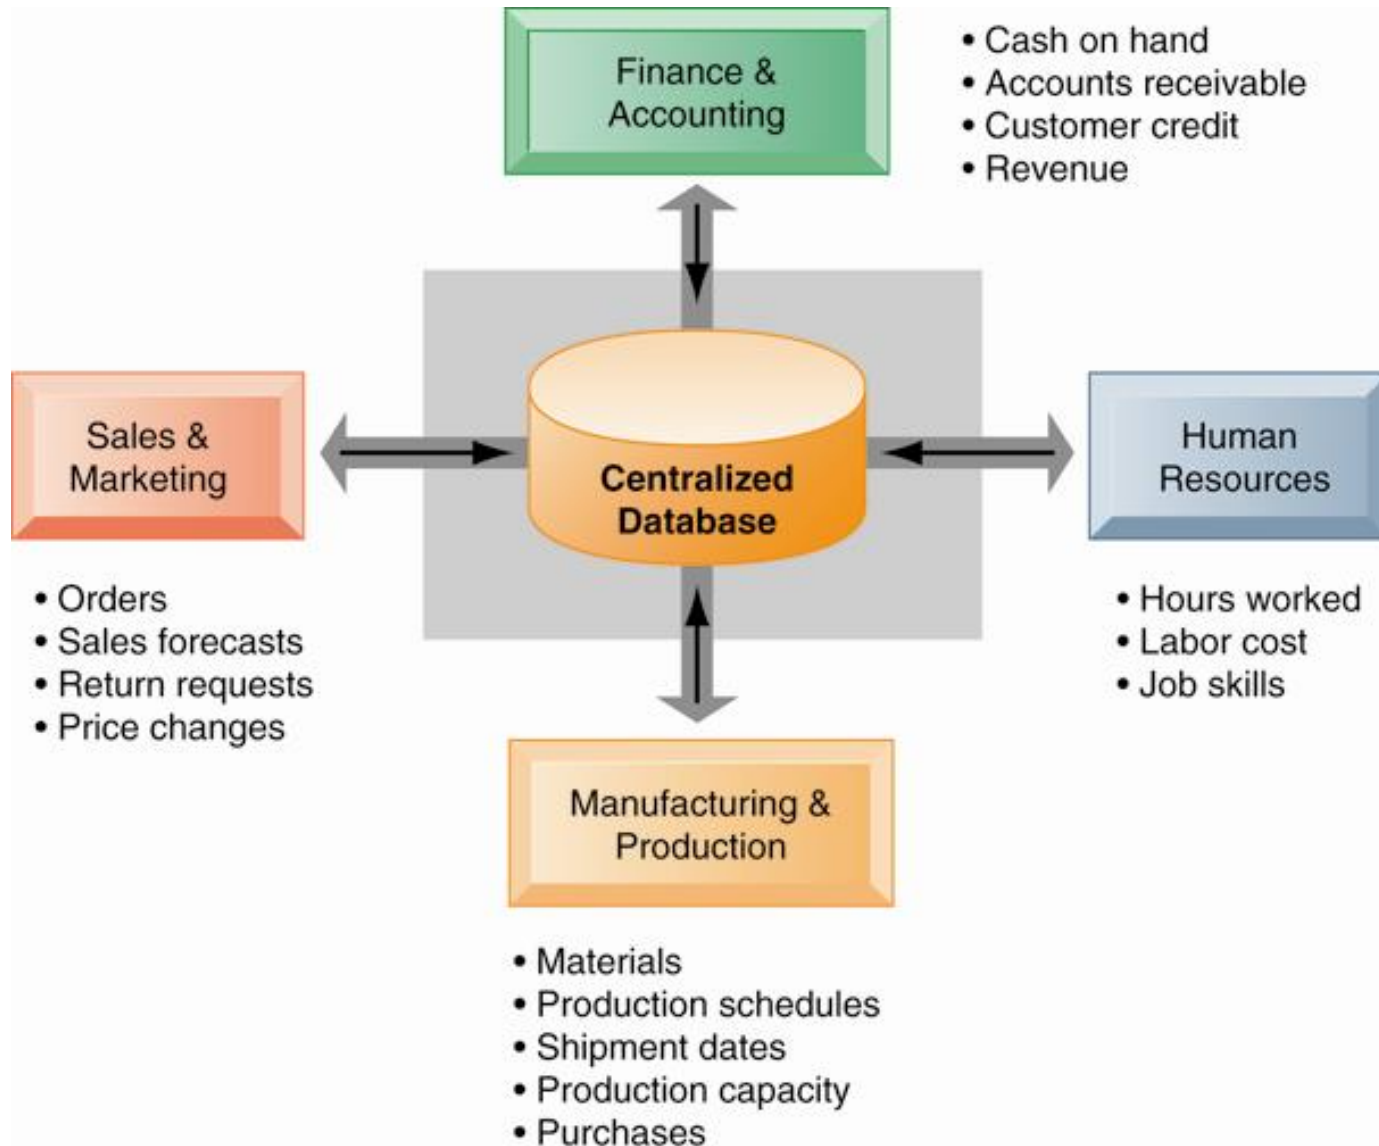 Finance &
Accounting
• Cash on hand
• Accounts receivable
• Customer credit
• Revenue
Sales &
Marketing
Centralized
Database
Human
Resources
• Orders
• Sales forecasts
• Return requests
• Price changes
• Hours worked
• Labor cost
• Job skills
Manufacturing &
Production
• Materials
• Production schedules
• Shipment dates
• Production capacity
• Purchases